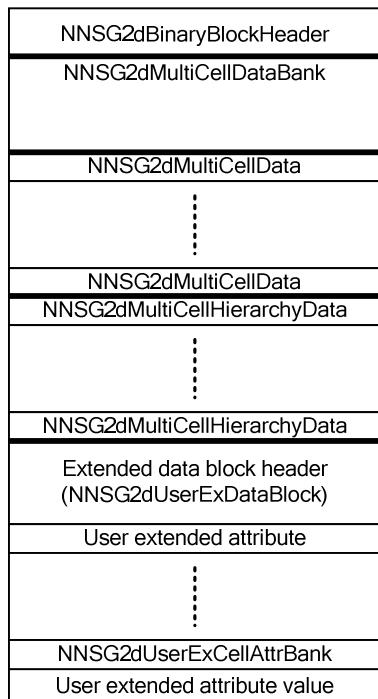 NNSG2dBinaryBlockHeader
NNSG2dMultiCellDataBank
NNSG2dMultiCellData
NNSG2dMultiCellData
NNSG2dMultiCellHierarchyData
NNSG2dMultiCellHierarchyData
Extended data block header
(NNSG2dUserExDataBlock)
User extended attribute
NNSG2dUserExCellAttrBank
User extended attribute value